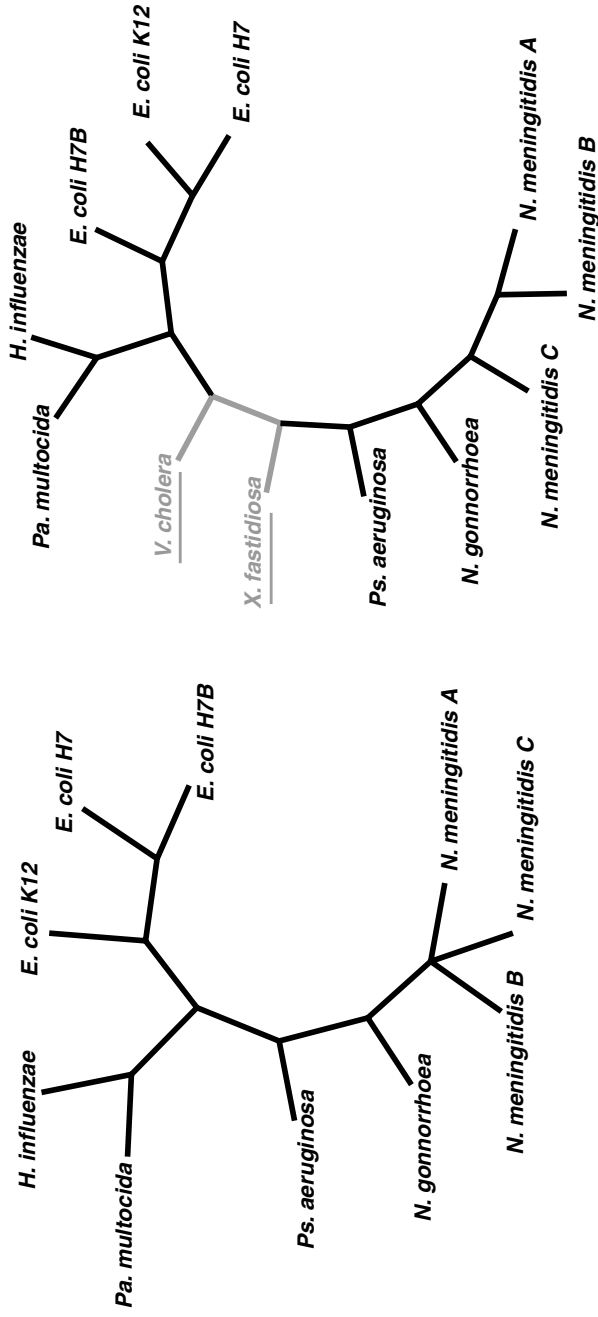 H. influenzae
Pa. multocida
E. coli K12
E. coli H7
E. coli H7B
Ps. aeruginosa
N. gonnorrhoea
N. meningitidis B
N. meningitidis C
N. meningitidis A
Pa. multocida
H. influenzae
E. coli H7B
E. coli K12
E. coli H7
V. cholera
X. fastidiosa
Ps. aeruginosa
N. gonnorrhoea
N. meningitidis C
N. meningitidis B
N. meningitidis A